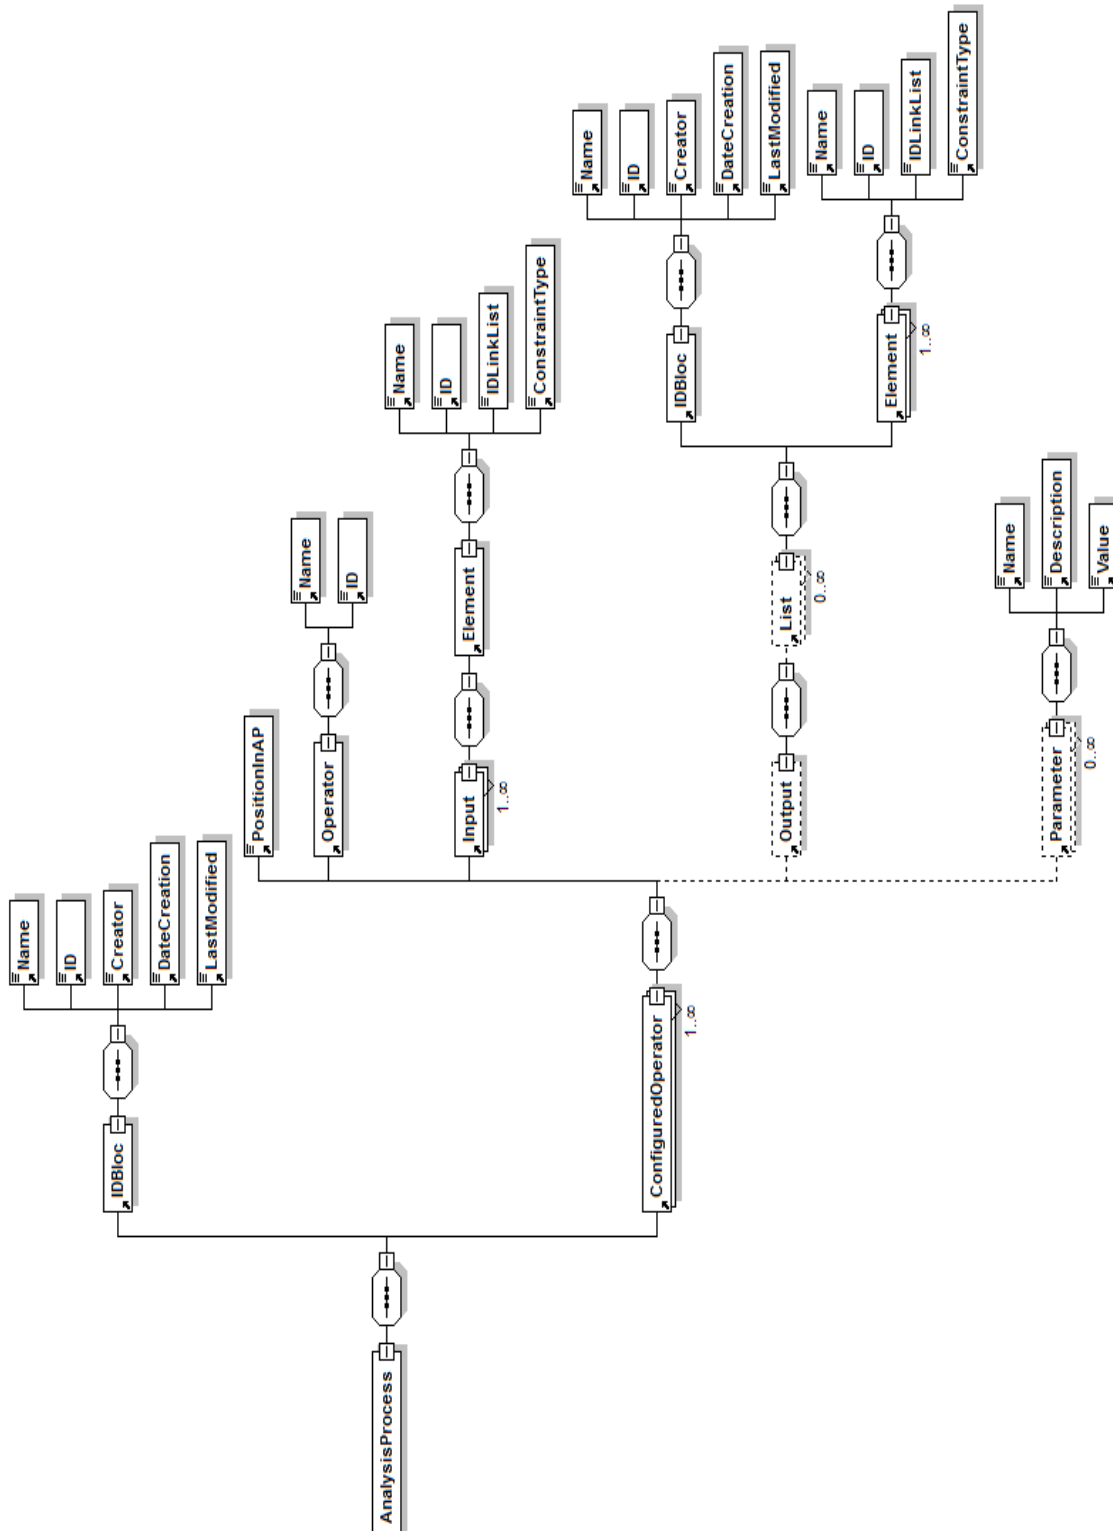 AnalysisProcess
IDBloc
Name
ID
Creator
DateCreation
LastModified
ConfiguredOperator
1..∞
PositionInAP
Operator
Name
ID
Input
1..∞
Element
Name
ID
IDLinkList
ConstraintType
Output
List
0..∞
IDBloc
Name
ID
Creator
DateCreation
LastModified
Element
1..∞
Name
ID
IDLinkList
ConstraintType
Parameter
0..∞
Name
Description
Value